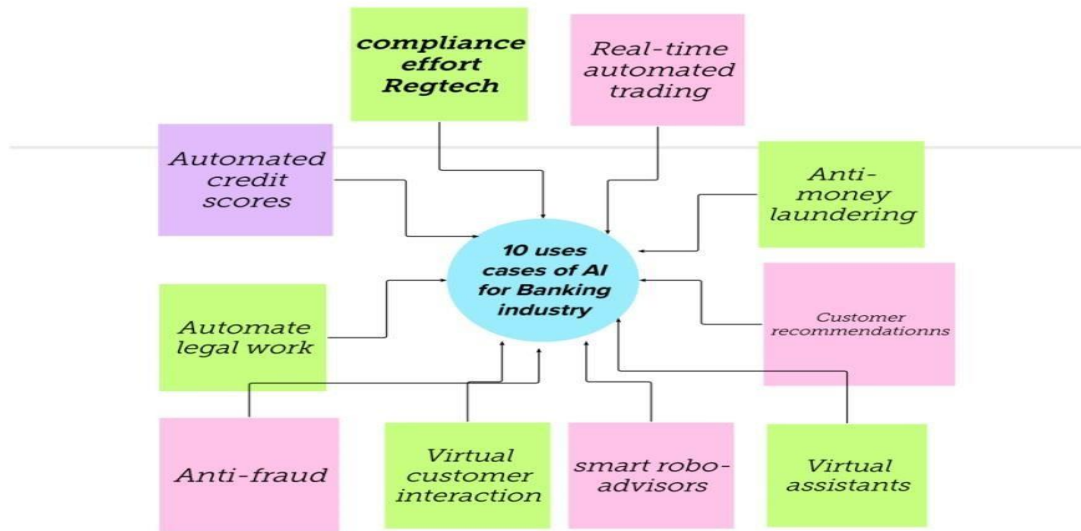 compliance
effort
Regtech
Real-time
automated
trading
Automated
credit
scores
Anti-
money
laundering
10 uses
cases of AI
for Banking
industry
Automate
legal work
Customer
recommendationns
Anti-fraud
Virtual
customer
interaction
smart robo-
advisors
Virtual
assistants